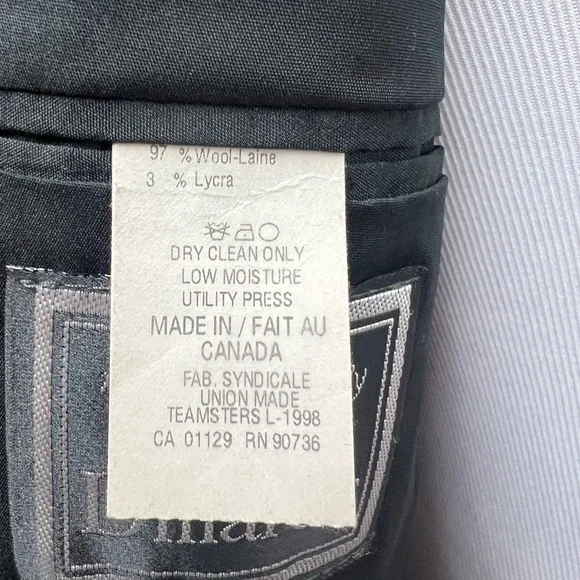 97 % Wool-Laine
3 % Lycra
DRY CLEAN ONLY
LOW MOISTURE
UTILITY PRESS
MADE IN / FAIT AU
CANADA
FAB. SYNDICALE
UNION MADE
TEAMSTERS L-1998
CA 01129 RN 90736